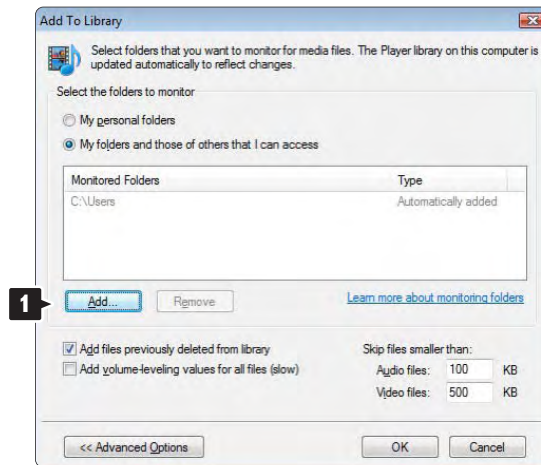 Add To Library
Select folders that you want to monitor for media files. The Player library on this computer is
updated automatically to reflect changes.
Select the folders to monitor
My personal folders
My folders and those of others that I can access
Monitored Folders Type
C:\Users Automatically added
1 Add... Remove Learn more about monitoring folders
Add files previously deleted from library Skip files smaller than:
Add volume-leveling values for all files (slow) Audio files: 100 KB
Video files: 500 KB
<< Advanced Options OK Cancel